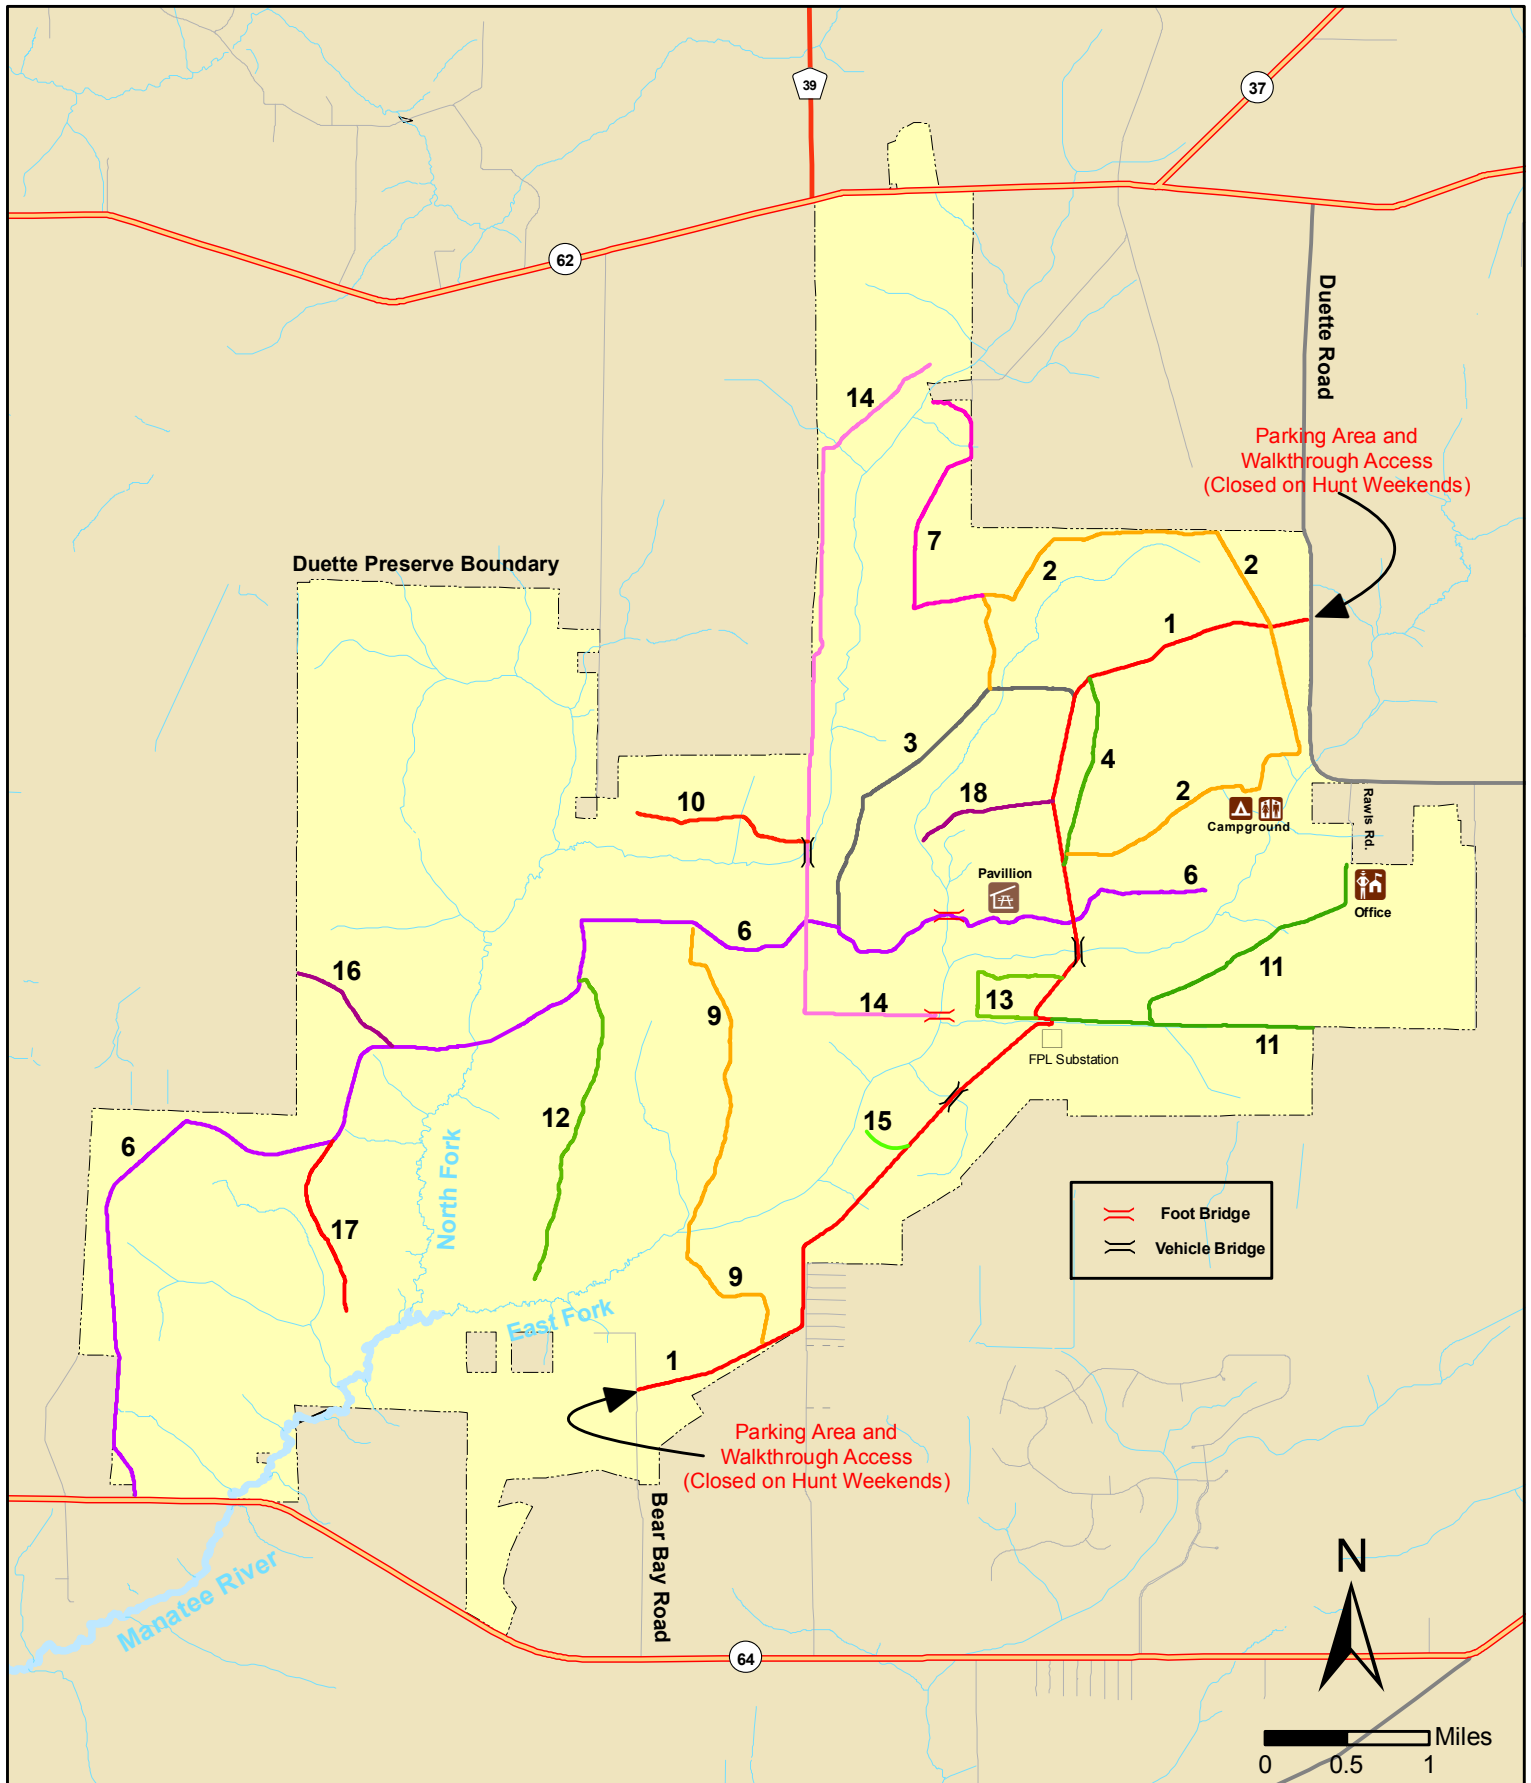 39
37
62
Duette Road
14
Parking Area and
Walkthrough Access
(Closed on Hunt Weekends)
7
2
2
Duette Preserve Boundary
1
3
4
18
2
10
Campground
Rawls Rd.
Pavillion
6
Office
6
16
11
9
14
13
11
FPL Substation
12
15
6
North Fork
17
Foot Bridge
Vehicle Bridge
9
East Fork
1
Parking Area and
Walkthrough Access
(Closed on Hunt Weekends)
Bear Bay Road
Manatee River
64
N
Miles
0 0.5 1